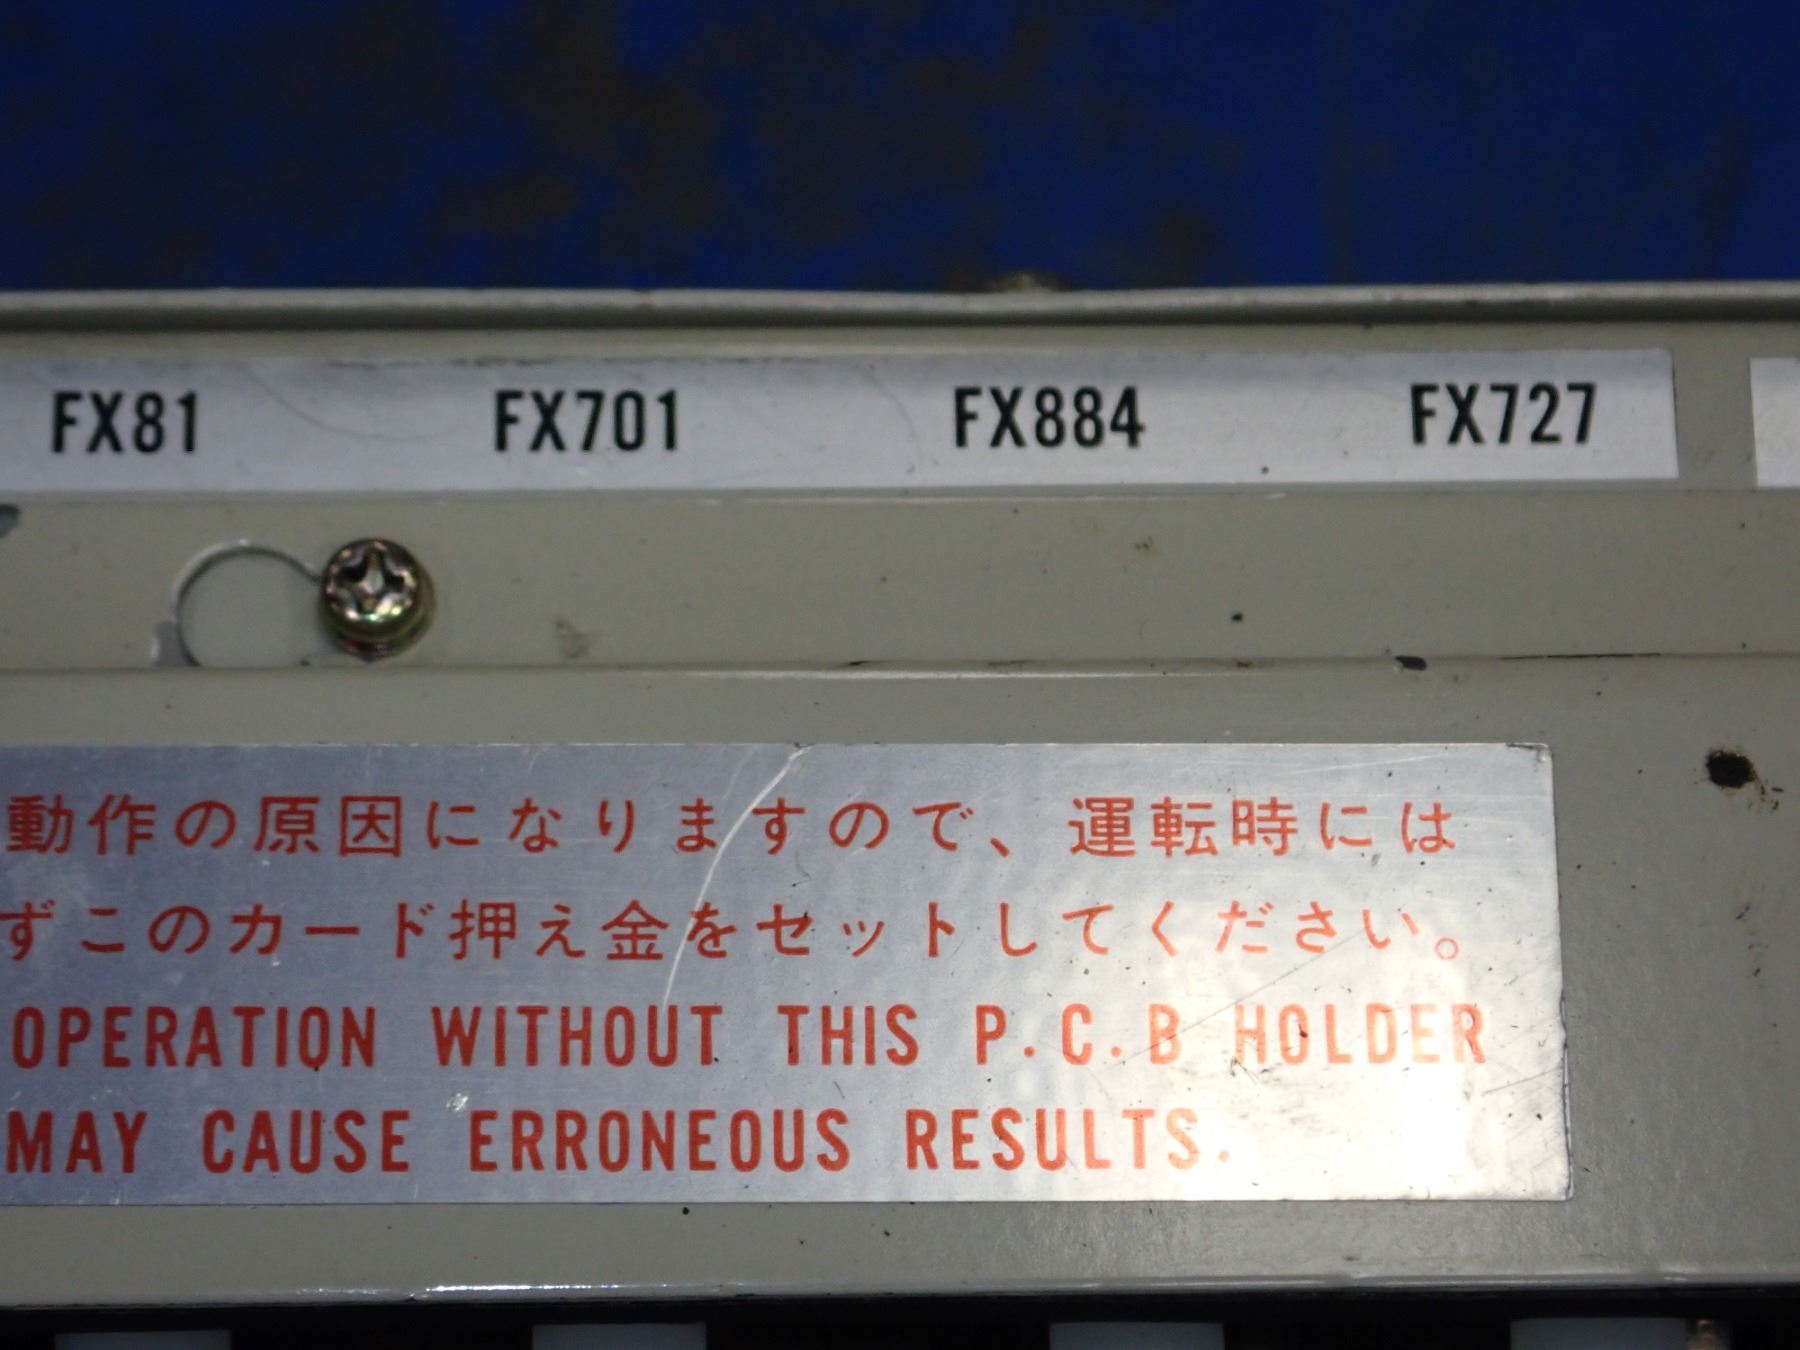 FX81 FX701 FX884 FX727
動作の原因になりますので、運転時には
ずこのカード押え金をセットしてください。
OPERATION WITHOUT THIS P.C.B HOLDER
MAY CAUSE ERRONEOUS RESULTS.